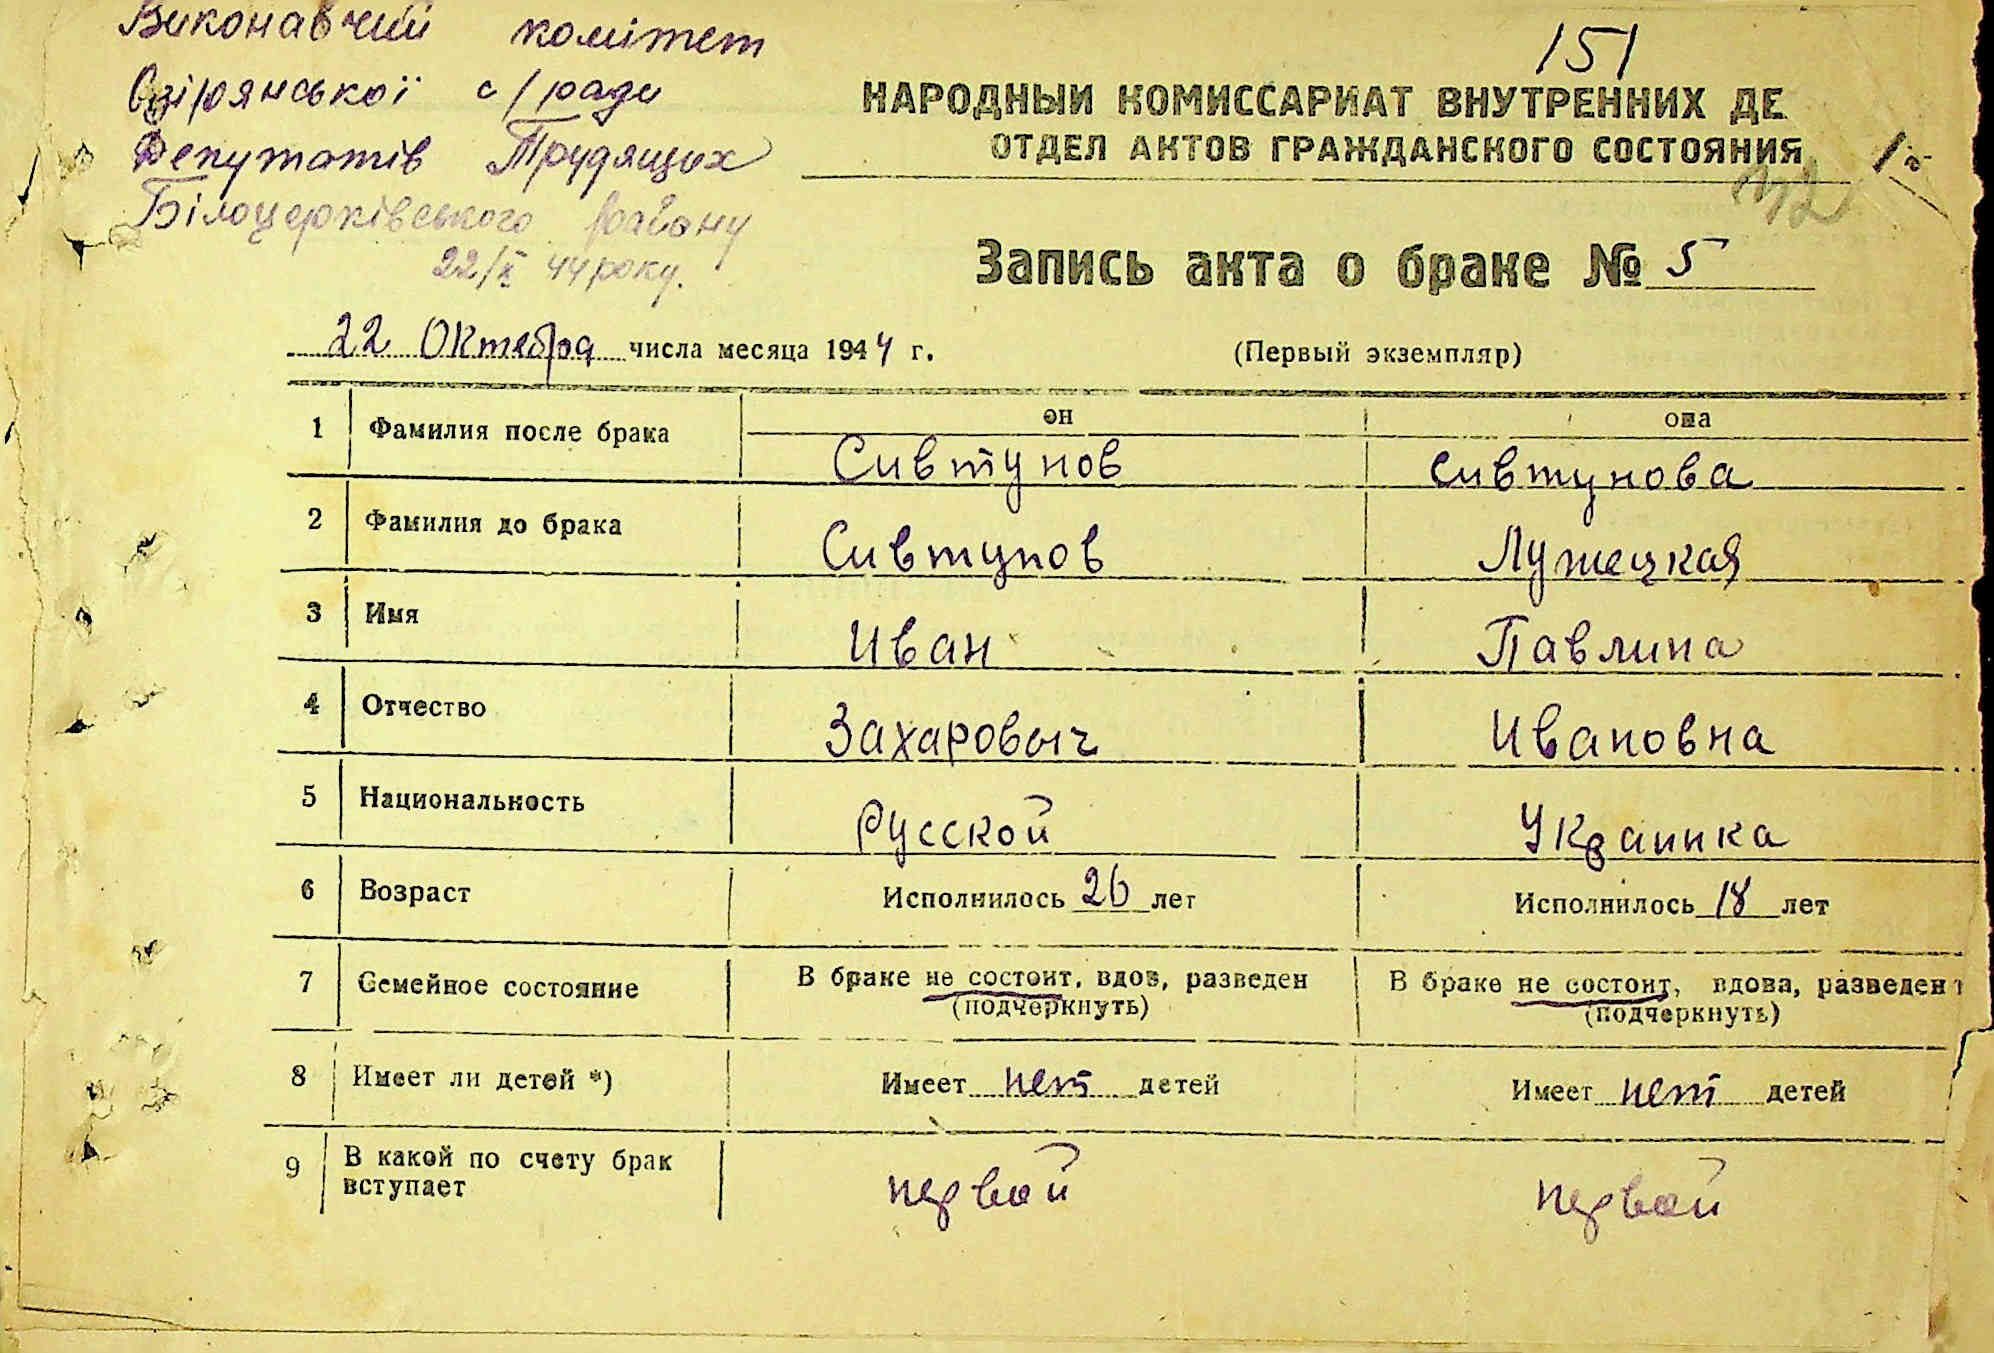 Виконавчий комітет
Озірянської с/ради
Депутатів Трудящих
Білоцерківського району
22/X 44 року.
151
НАРОДНЫЙ КОМИССАРИАТ ВНУТРЕННИХ ДЕ
ОТДЕЛ АКТОВ ГРАЖДАНСКОГО СОСТОЯНИЯ
Запись акта о браке № 5
22 Октебря числа месяца 1944 г.
(Первый экземпляр)
он она
1 Фамилия после брака Сивтунов Сивтунова
2 Фамилия до брака Сивтунов Лужецкая
3 Имя Иван Павлина
4 Отчество Захаровыч Ивановна
5 Национальность Русской Украинка
6 Возраст Исполнилось 26 лет Исполнилось 18 лет
7 Семейное состояние В браке не состоит, вдов, разведен В браке не состоит, вдова, разведен
(подчеркнуть) (подчеркнуть)
8 Имеет ли детей *) Имеет нет детей Имеет нет детей
9 В какой по счету брак
вступает первой первой